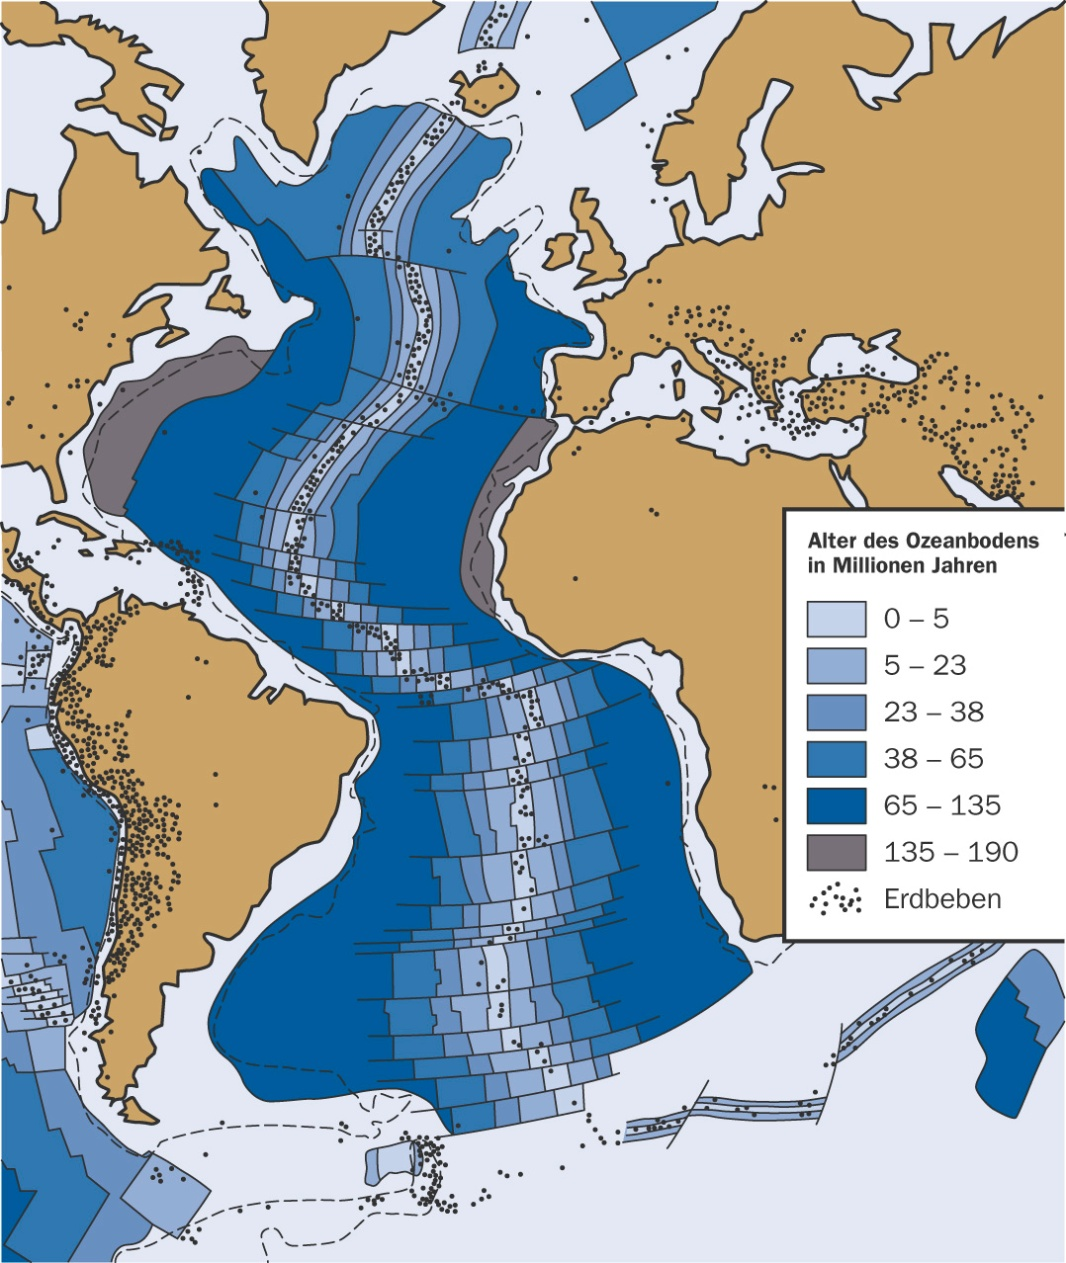 Alter des Ozeanbodens
in Millionen Jahren
0 – 5
5 – 23
23 – 38
38 – 65
65 – 135
135 – 190
Erdbeben